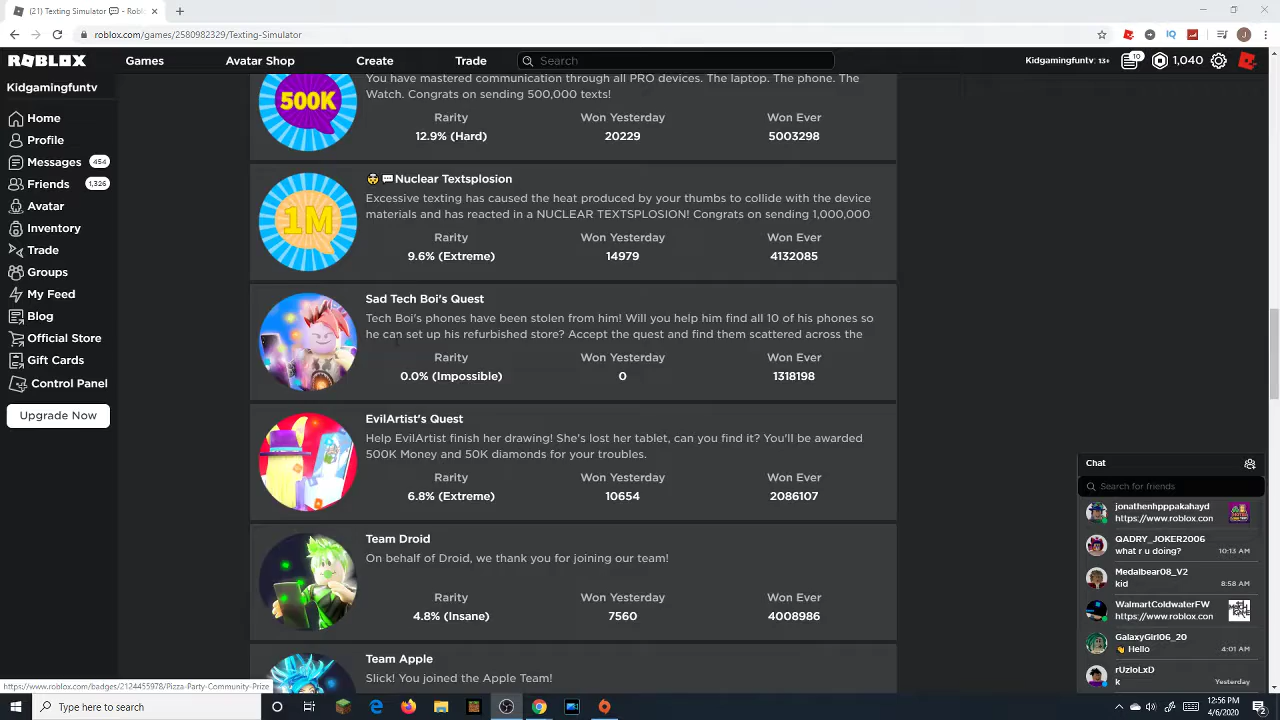 (21) Texting Simulator 💬 - Roblo
roblox.com/games/2580982329/Texting-Simulator
IQ
J
ROBLOX
Games
Avatar Shop
Create
Trade
Search
Kidgamingfuntv: 13+
10
1,040
Kidgamingfuntv
Home
Profile
Messages
454
Friends
1,326
Avatar
Inventory
Trade
Groups
My Feed
Blog
Official Store
Gift Cards
Control Panel
Upgrade Now
500K
You have mastered communication through all PRO devices. The laptop. The phone. The
Watch. Congrats on sending 500,000 texts!
Rarity Won Yesterday Won Ever
12.9% (Hard) 20229 5003298
1M
Nuclear Textsplosion
Excessive texting has caused the heat produced by your thumbs to collide with the device
materials and has reacted in a NUCLEAR TEXTSPLOSION! Congrats on sending 1,000,000
Rarity Won Yesterday Won Ever
9.6% (Extreme) 14979 4132085
Sad Tech Boi's Quest
Tech Boi's phones have been stolen from him! Will you help him find all 10 of his phones so
he can set up his refurbished store? Accept the quest and find them scattered across the
Rarity Won Yesterday Won Ever
0.0% (Impossible) 0 1318198
EvilArtist's Quest
Help EvilArtist finish her drawing! She's lost her tablet, can you find it? You'll be awarded
500K Money and 50K diamonds for your troubles.
Rarity Won Yesterday Won Ever
6.8% (Extreme) 10654 2086107
Team Droid
On behalf of Droid, we thank you for joining our team!
Rarity Won Yesterday Won Ever
4.8% (Insane) 7560 4008986
Team Apple
Slick! You joined the Apple Team!
Chat
Search for friends
jonathenhpppakahayd
https://www.roblox.con
QADRY_JOKER2006
what r u doing? 10:13 AM
Medalbear08_V2
kid 8:58 AM
WalmartColdwaterFW
https://www.roblox.con
GalaxyGirl06_20
👋 Hello 4:01 AM
rUzloLxD
k Yesterday
https://www.roblox.com/badges/2124455978/Pizza-Party-Community-Prize
Type here to search
12:56 PM
4/6/2020
2